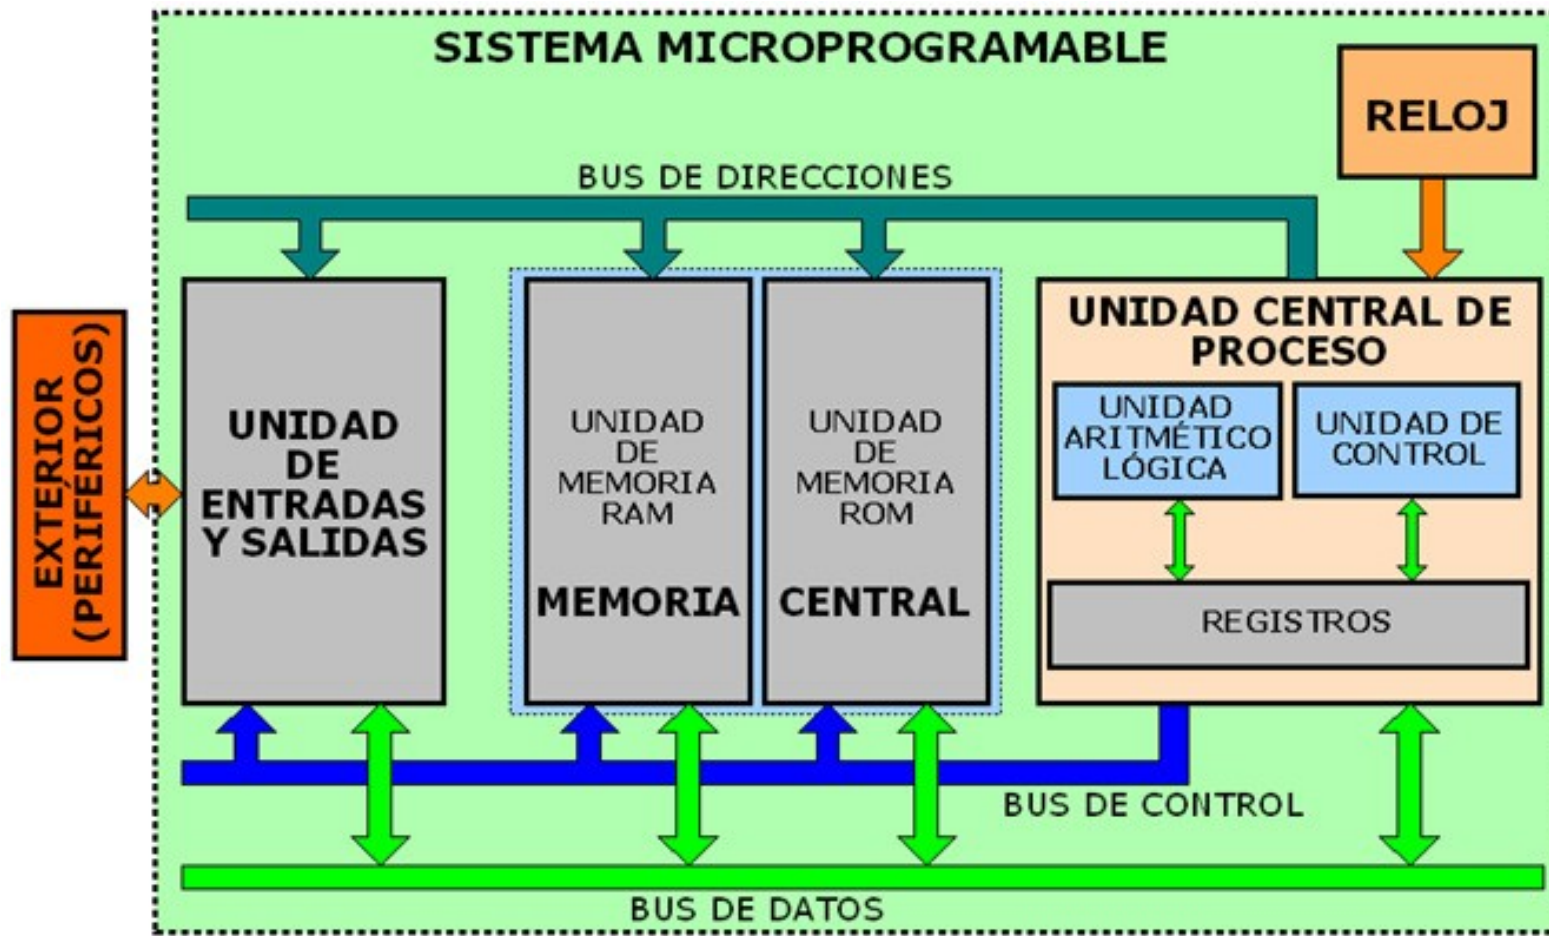 SISTEMA MICROPROGRAMABLE
RELOJ
BUS DE DIRECCIONES
EXTERIOR
(PERIFÉRICOS)
UNIDAD
DE
ENTRADAS
Y SALIDAS
UNIDAD
DE
MEMORIA
RAM
MEMORIA
UNIDAD
DE
MEMORIA
ROM
CENTRAL
UNIDAD CENTRAL DE
PROCESO
UNIDAD
ARITMÉTICO
LÓGICA
UNIDAD DE
CONTROL
REGISTROS
BUS DE CONTROL
BUS DE DATOS